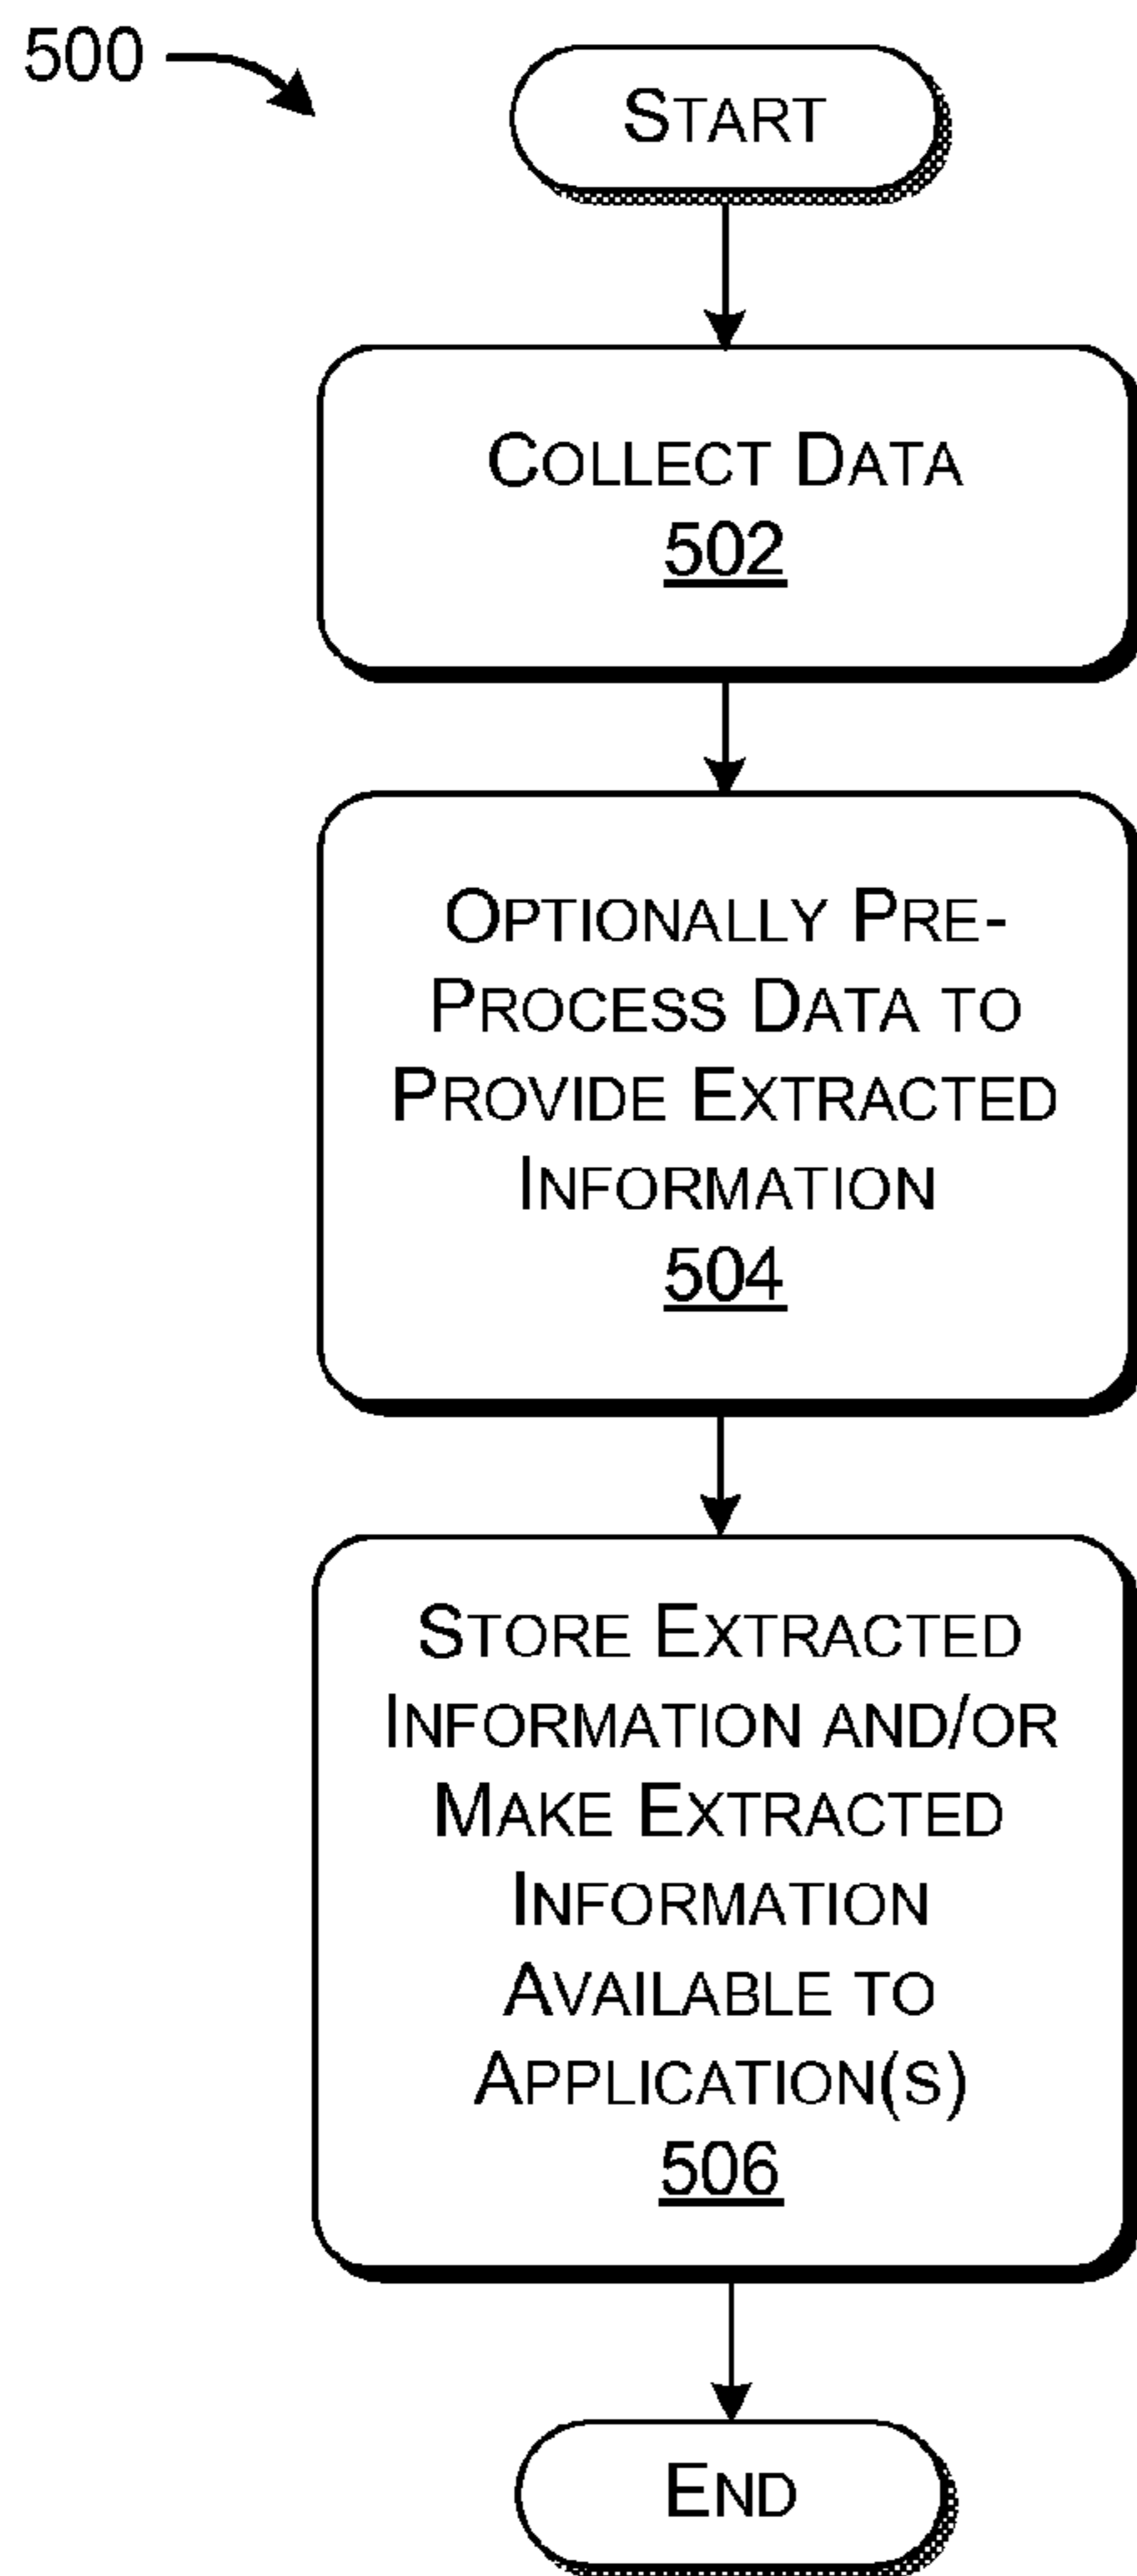 500
START
COLLECT DATA
502
OPTIONALLY PRE-
PROCESS DATA TO
PROVIDE EXTRACTED
INFORMATION
504
STORE EXTRACTED
INFORMATION AND/OR
MAKE EXTRACTED
INFORMATION
AVAILABLE TO
APPLICATION(S)
506
END